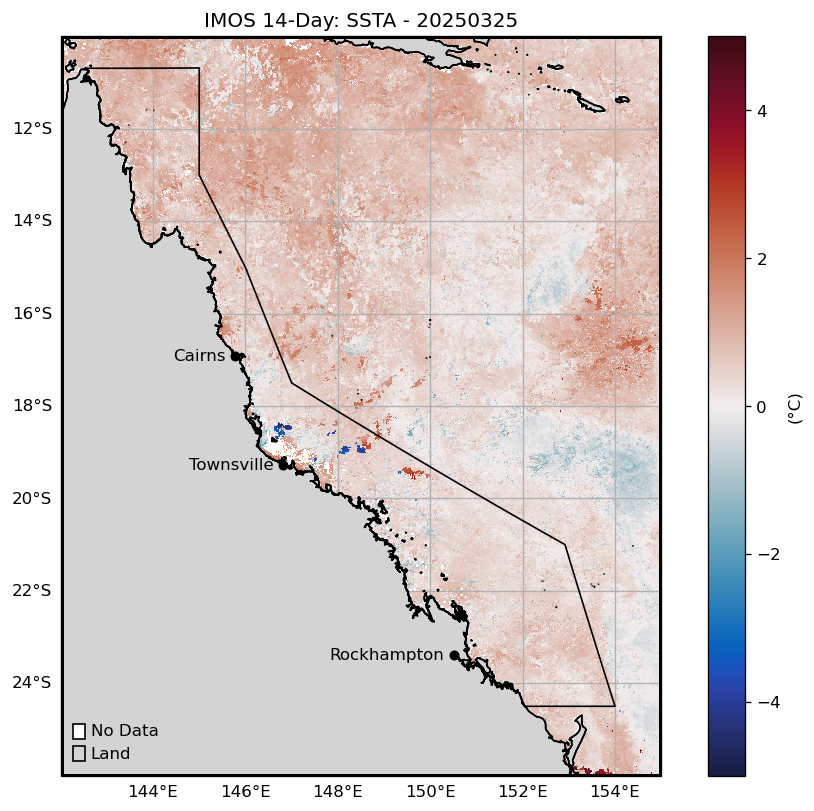 IMOS 14-Day: SSTA - 20250325
12°S
14°S
16°S
18°S
20°S
22°S
24°S
Cairns
Townsville
Rockhampton
No Data
Land
144°E 146°E 148°E 150°E 152°E 154°E
4
2
0
−2
−4
(°C)